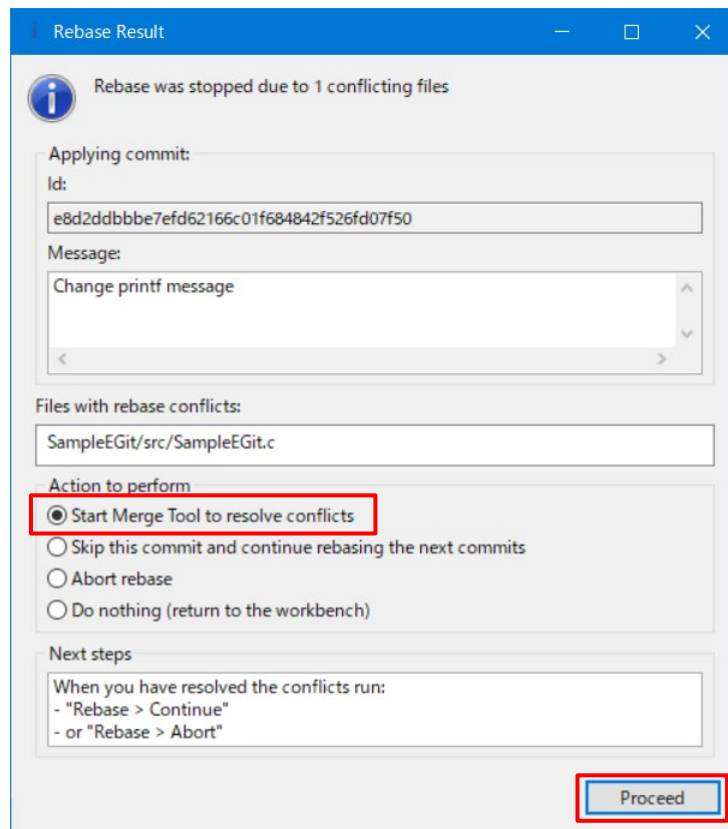 Rebase Result
Rebase was stopped due to 1 conflicting files
Applying commit:
Id:
e8d2ddbbbe7efd62166c01f684842f526fd07f50
Message:
Change printf message
Files with rebase conflicts:
SampleEGit/src/SampleEGit.c
Action to perform
Start Merge Tool to resolve conflicts
Skip this commit and continue rebasing the next commits
Abort rebase
Do nothing (return to the workbench)
Next steps
When you have resolved the conflicts run:
- "Rebase > Continue"
- or "Rebase > Abort"
Proceed